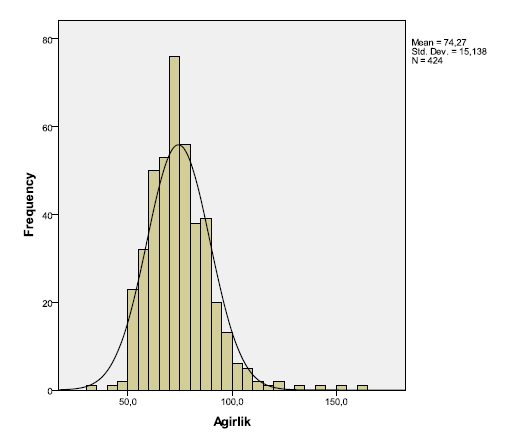 Mean = 74,27
Std. Dev. = 15,138
N = 424
80
60
40
20
0
Frequency
50,0 100,0 150,0
Agirlik